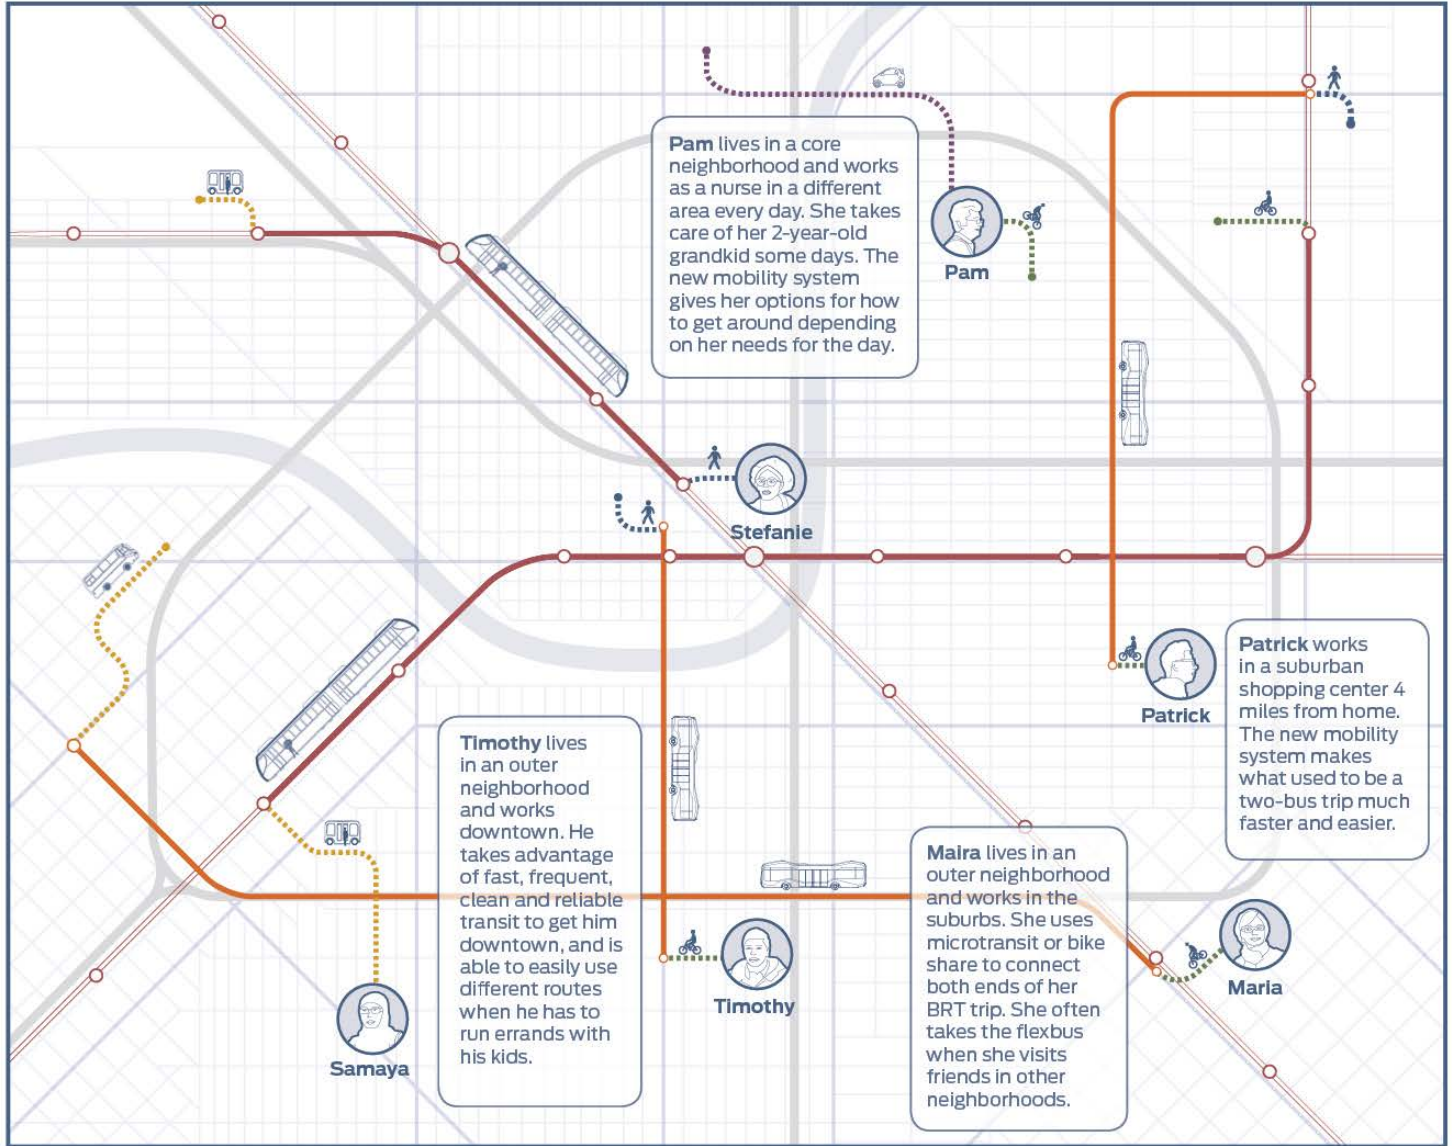 Pam lives in a core
neighborhood and works
as a nurse in a different
area every day. She takes
care of her 2-year-old
grandkid some days. The
new mobility system
gives her options for how
to get around depending
on her needs for the day.
Pam
Stefanie
Patrick works
in a suburban
shopping center 4
miles from home.
The new mobility
system makes
what used to be a
two-bus trip much
faster and easier.
Patrick
Timothy lives
in an outer
neighborhood
and works
downtown. He
takes advantage
of fast, frequent,
clean and reliable
transit to get him
downtown, and is
able to easily use
different routes
when he has to
run errands with
his kids.
Timothy
Maira lives in an
outer neighborhood
and works in the
suburbs. She uses
microtransit or bike
share to connect
both ends of her
BRT trip. She often
takes the flexbus
when she visits
friends in other
neighborhoods.
Maria
Samaya